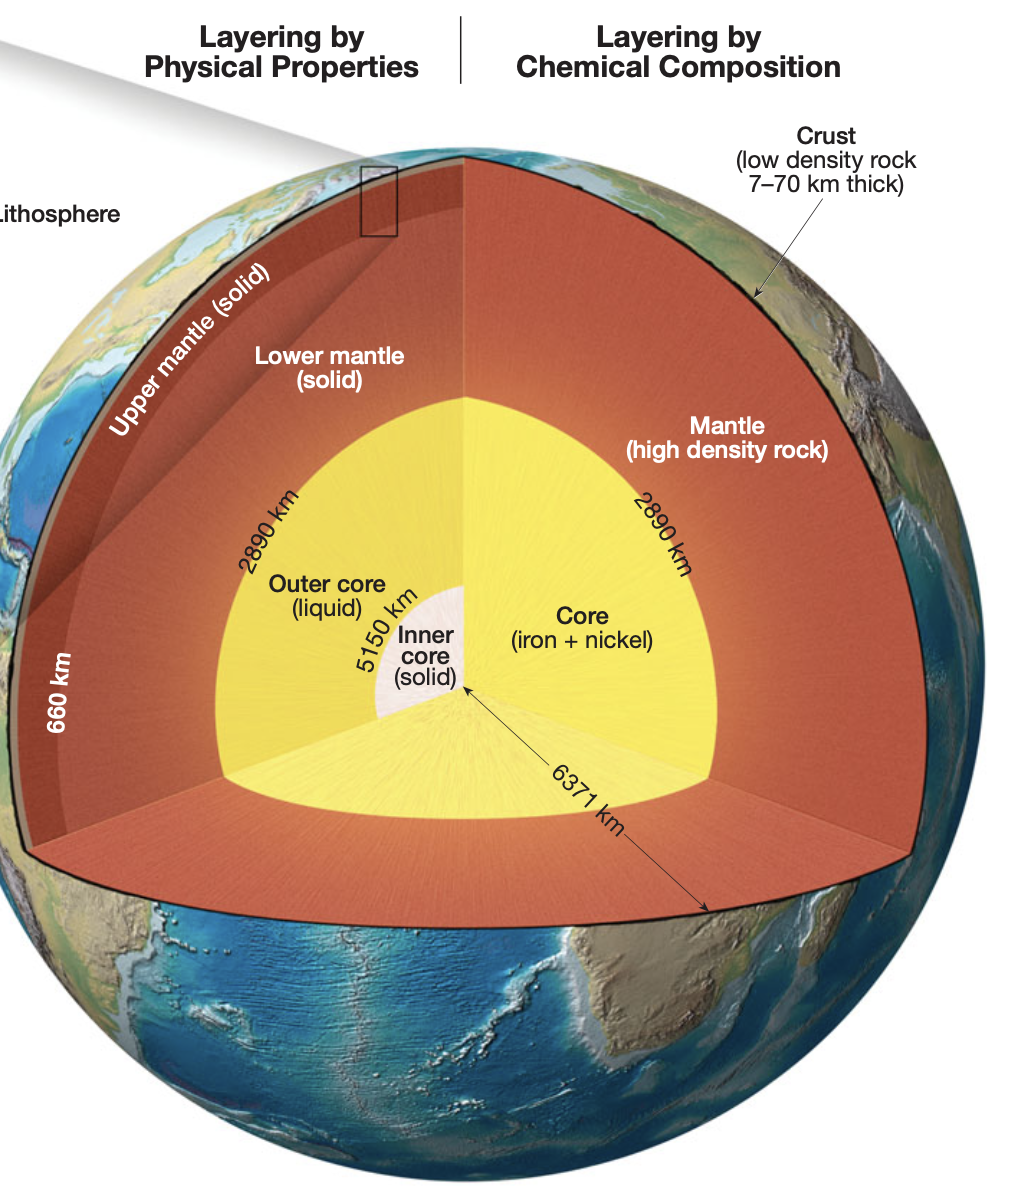 Layering by
Physical Properties
Layering by
Chemical Composition
Crust
(low density rock
7–70 km thick)
Lithosphere
Upper mantle (solid)
Lower mantle
(solid)
Mantle
(high density rock)
2890 km
2890 km
Outer core
(liquid)
5150 km
Inner
core
(solid)
Core
(iron + nickel)
660 km
6371 km